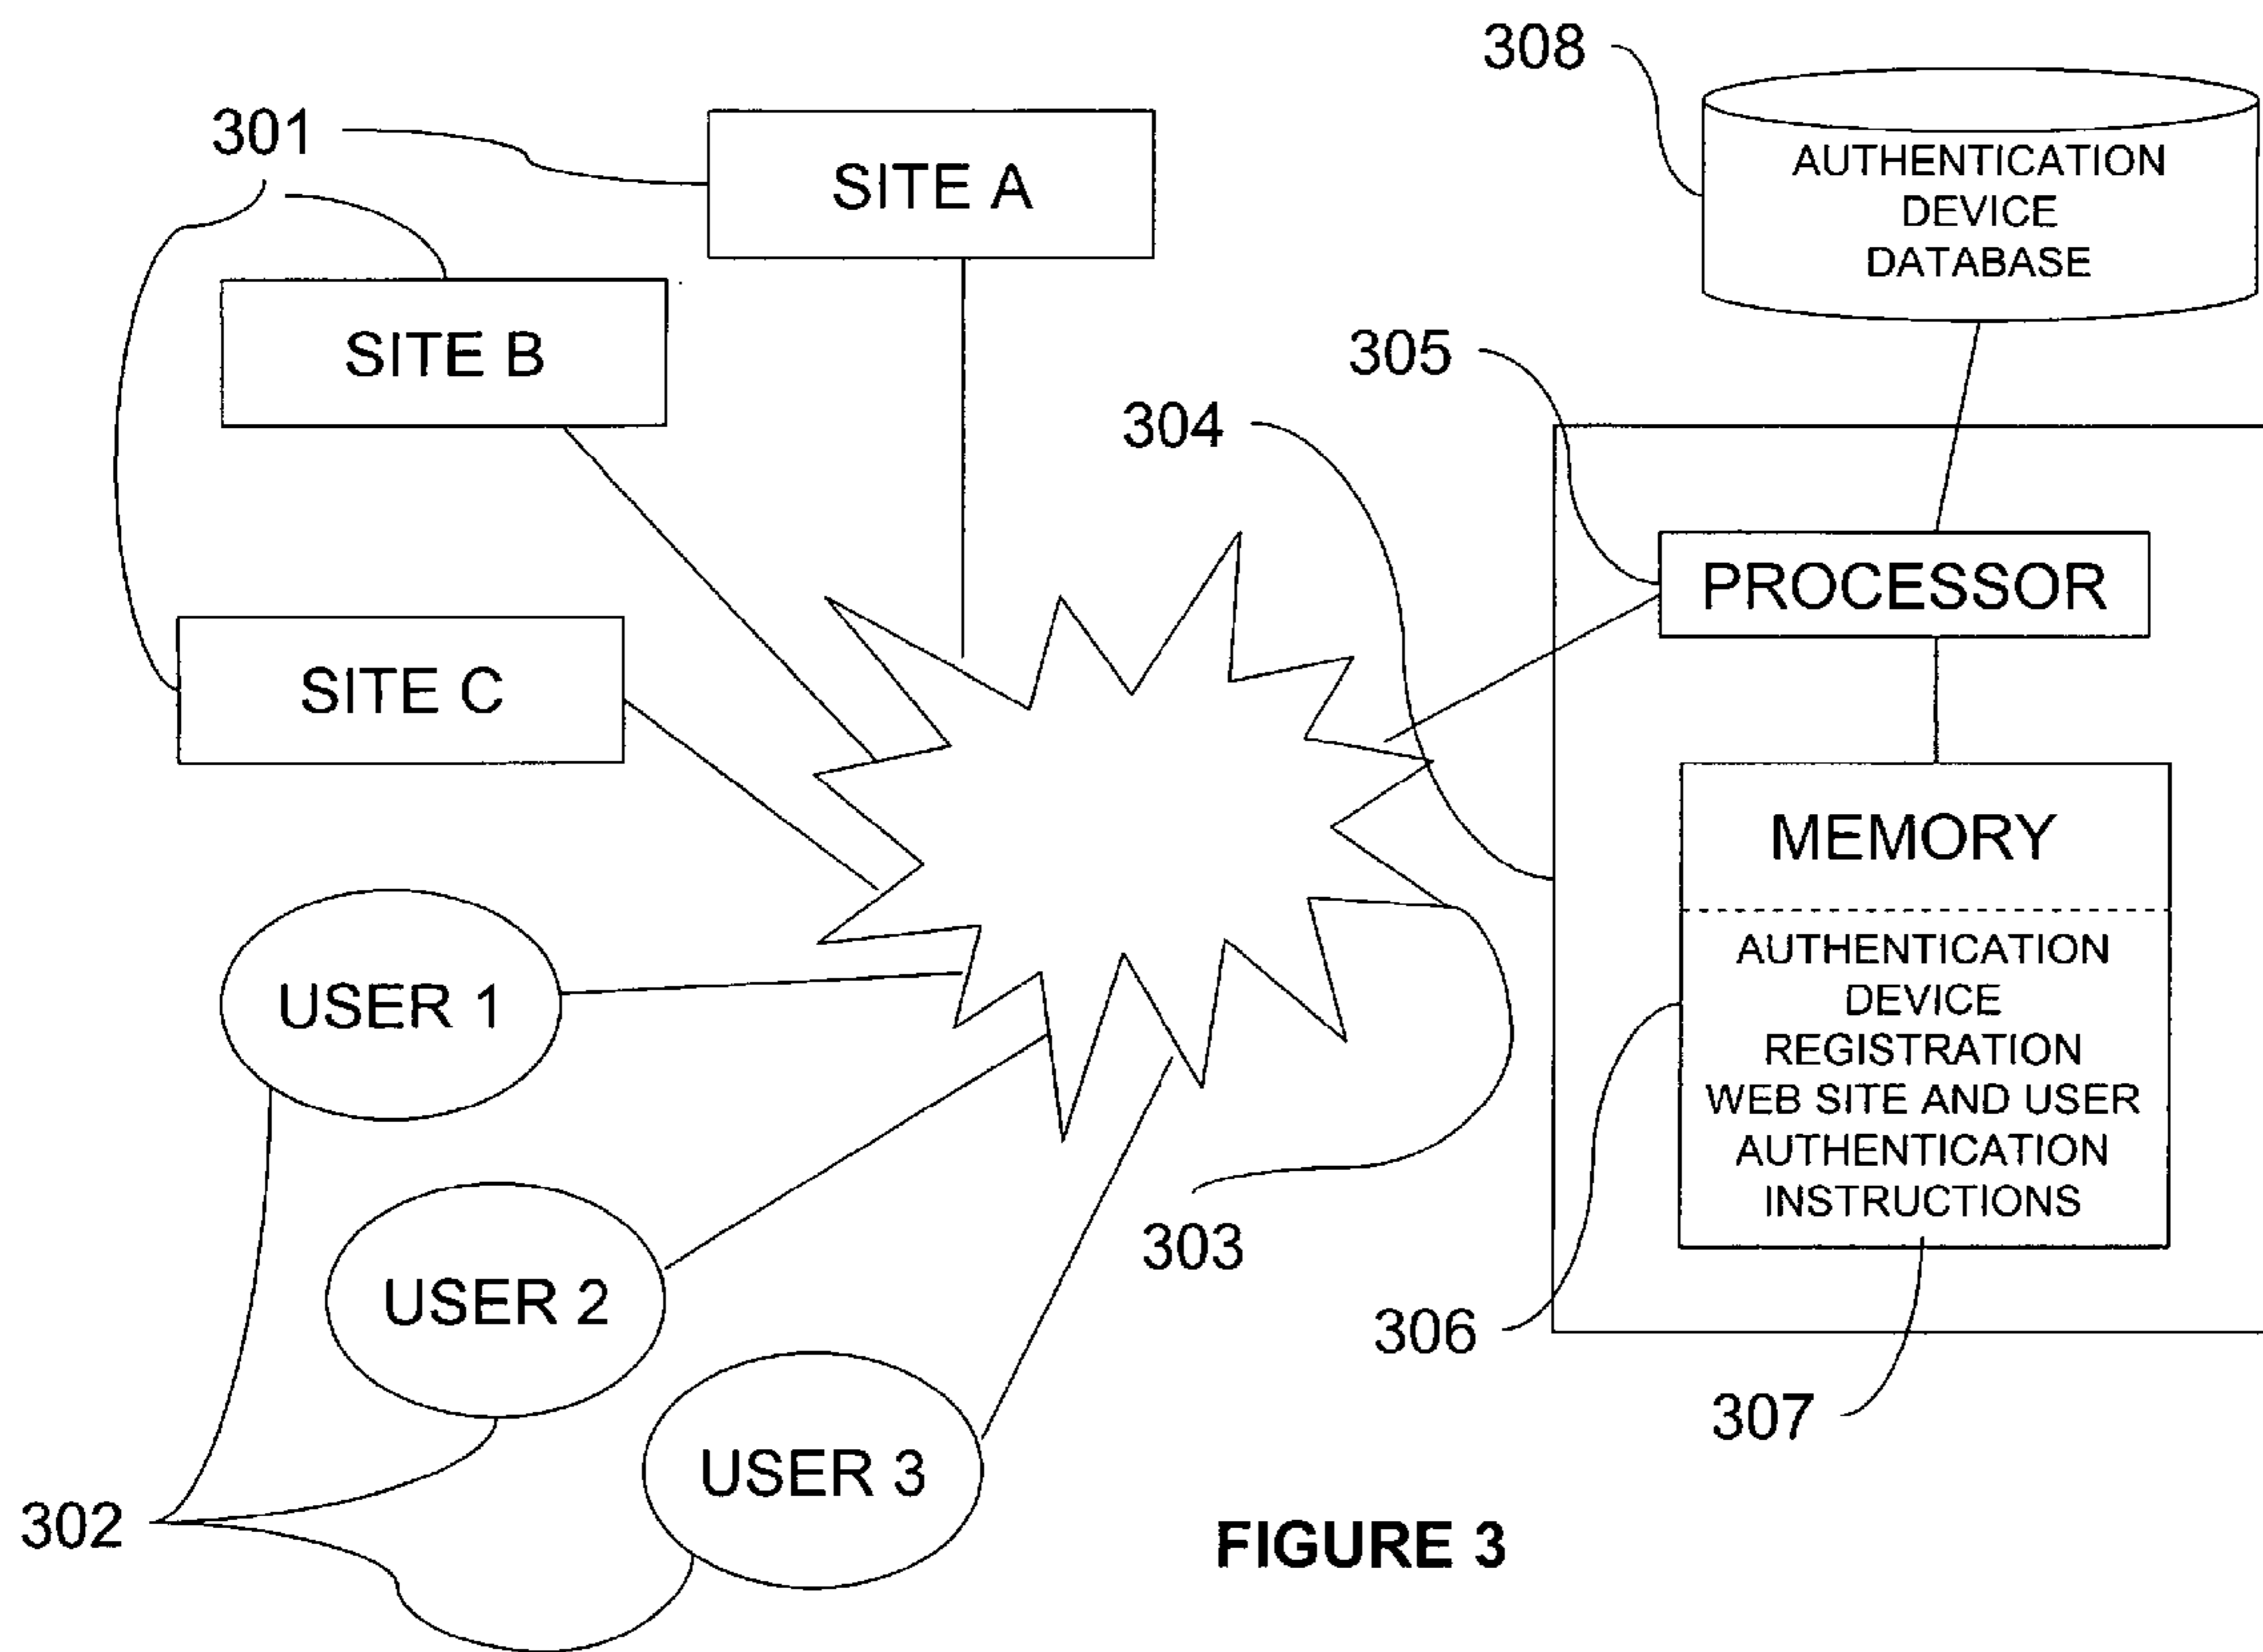 308
301
SITE A
AUTHENTICATION
DEVICE
DATABASE
SITE B
305
304
PROCESSOR
SITE C
MEMORY
AUTHENTICATION
DEVICE
REGISTRATION
WEB SITE AND USER
AUTHENTICATION
INSTRUCTIONS
USER 1
303
USER 2
306
307
USER 3
302
FIGURE 3